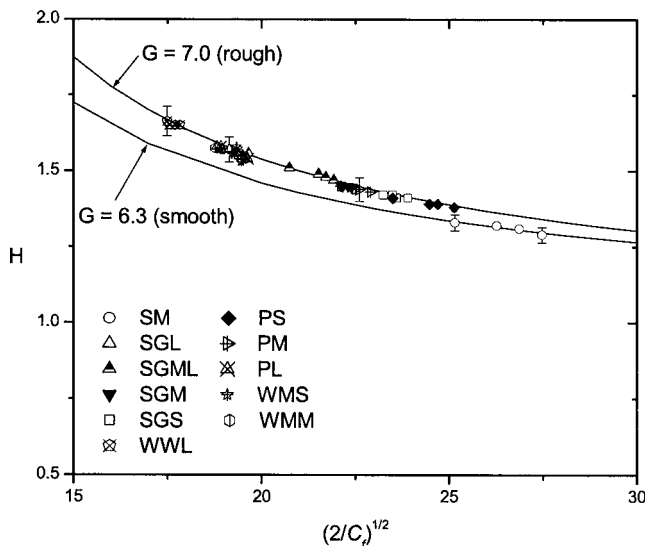 2.0
G = 7.0 (rough)
1.5
G = 6.3 (smooth)
H
1.0
SM
PS
SGL
PM
SGML
PL
SGM
WMS
SGS
WMM
WWL
0.5
15 20 25 30
(2/C_f)^{1/2}